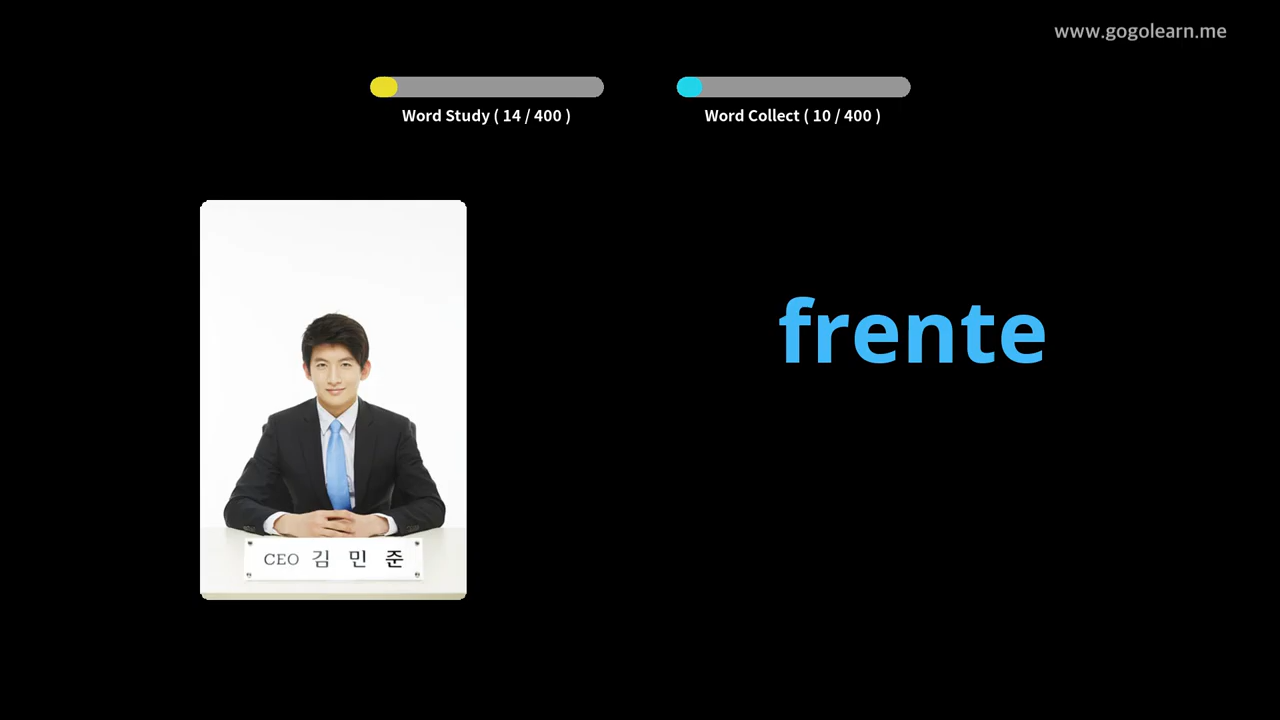 www.gogolearn.me
Word Study ( 14 / 400 )
Word Collect ( 10 / 400 )
frente
CEO 김 민 준